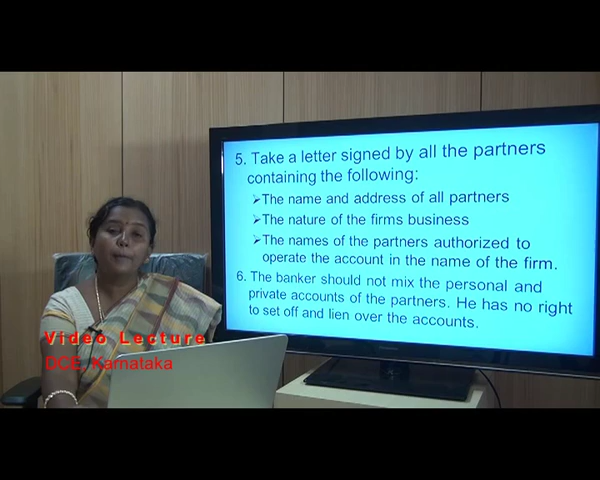 5. Take a letter signed by all the partners
containing the following:
➢The name and address of all partners
➢The nature of the firms business
➢The names of the partners authorized to
operate the account in the name of the firm.
6. The banker should not mix the personal and
private accounts of the partners. He has no right
to set off and lien over the accounts.
Video Lecture
DCE, Karnataka